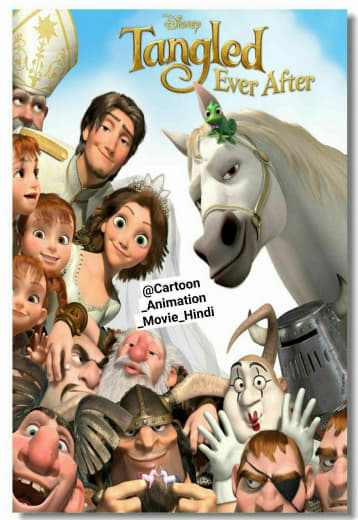 Disney
Tangled
Ever After
@Cartoon
_Animation
_Movie_Hindi